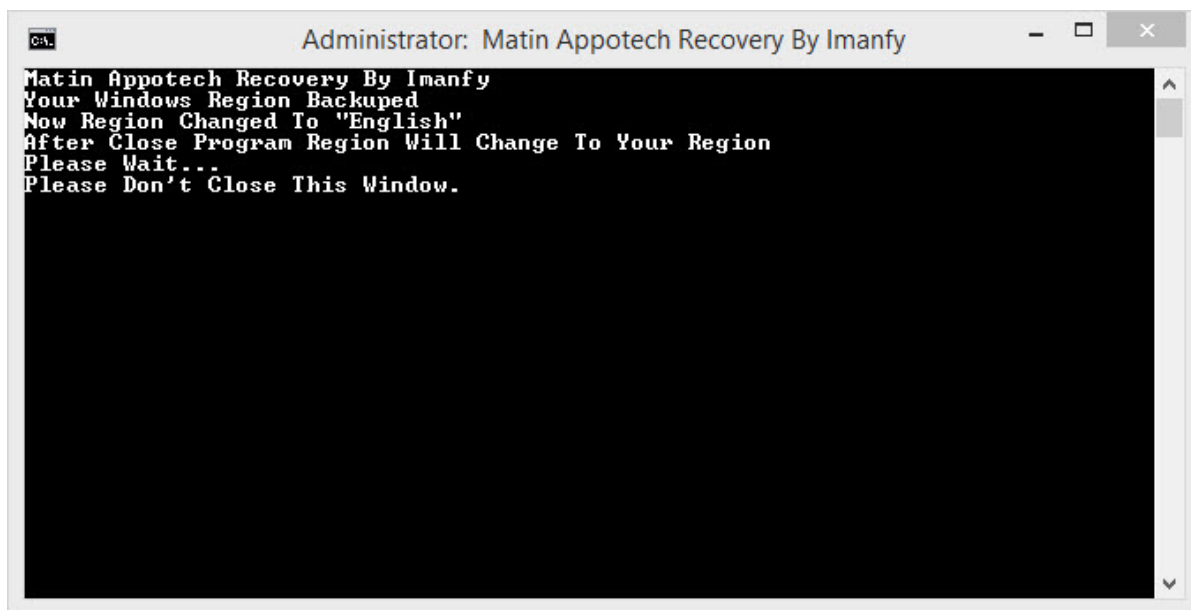 Administrator: Matin Appotech Recovery By Imanfy
Matin Appotech Recovery By Imanfy
Your Windows Region Backuped
Now Region Changed To "English"
After Close Program Region Will Change To Your Region
Please Wait...
Please Don't Close This Window.